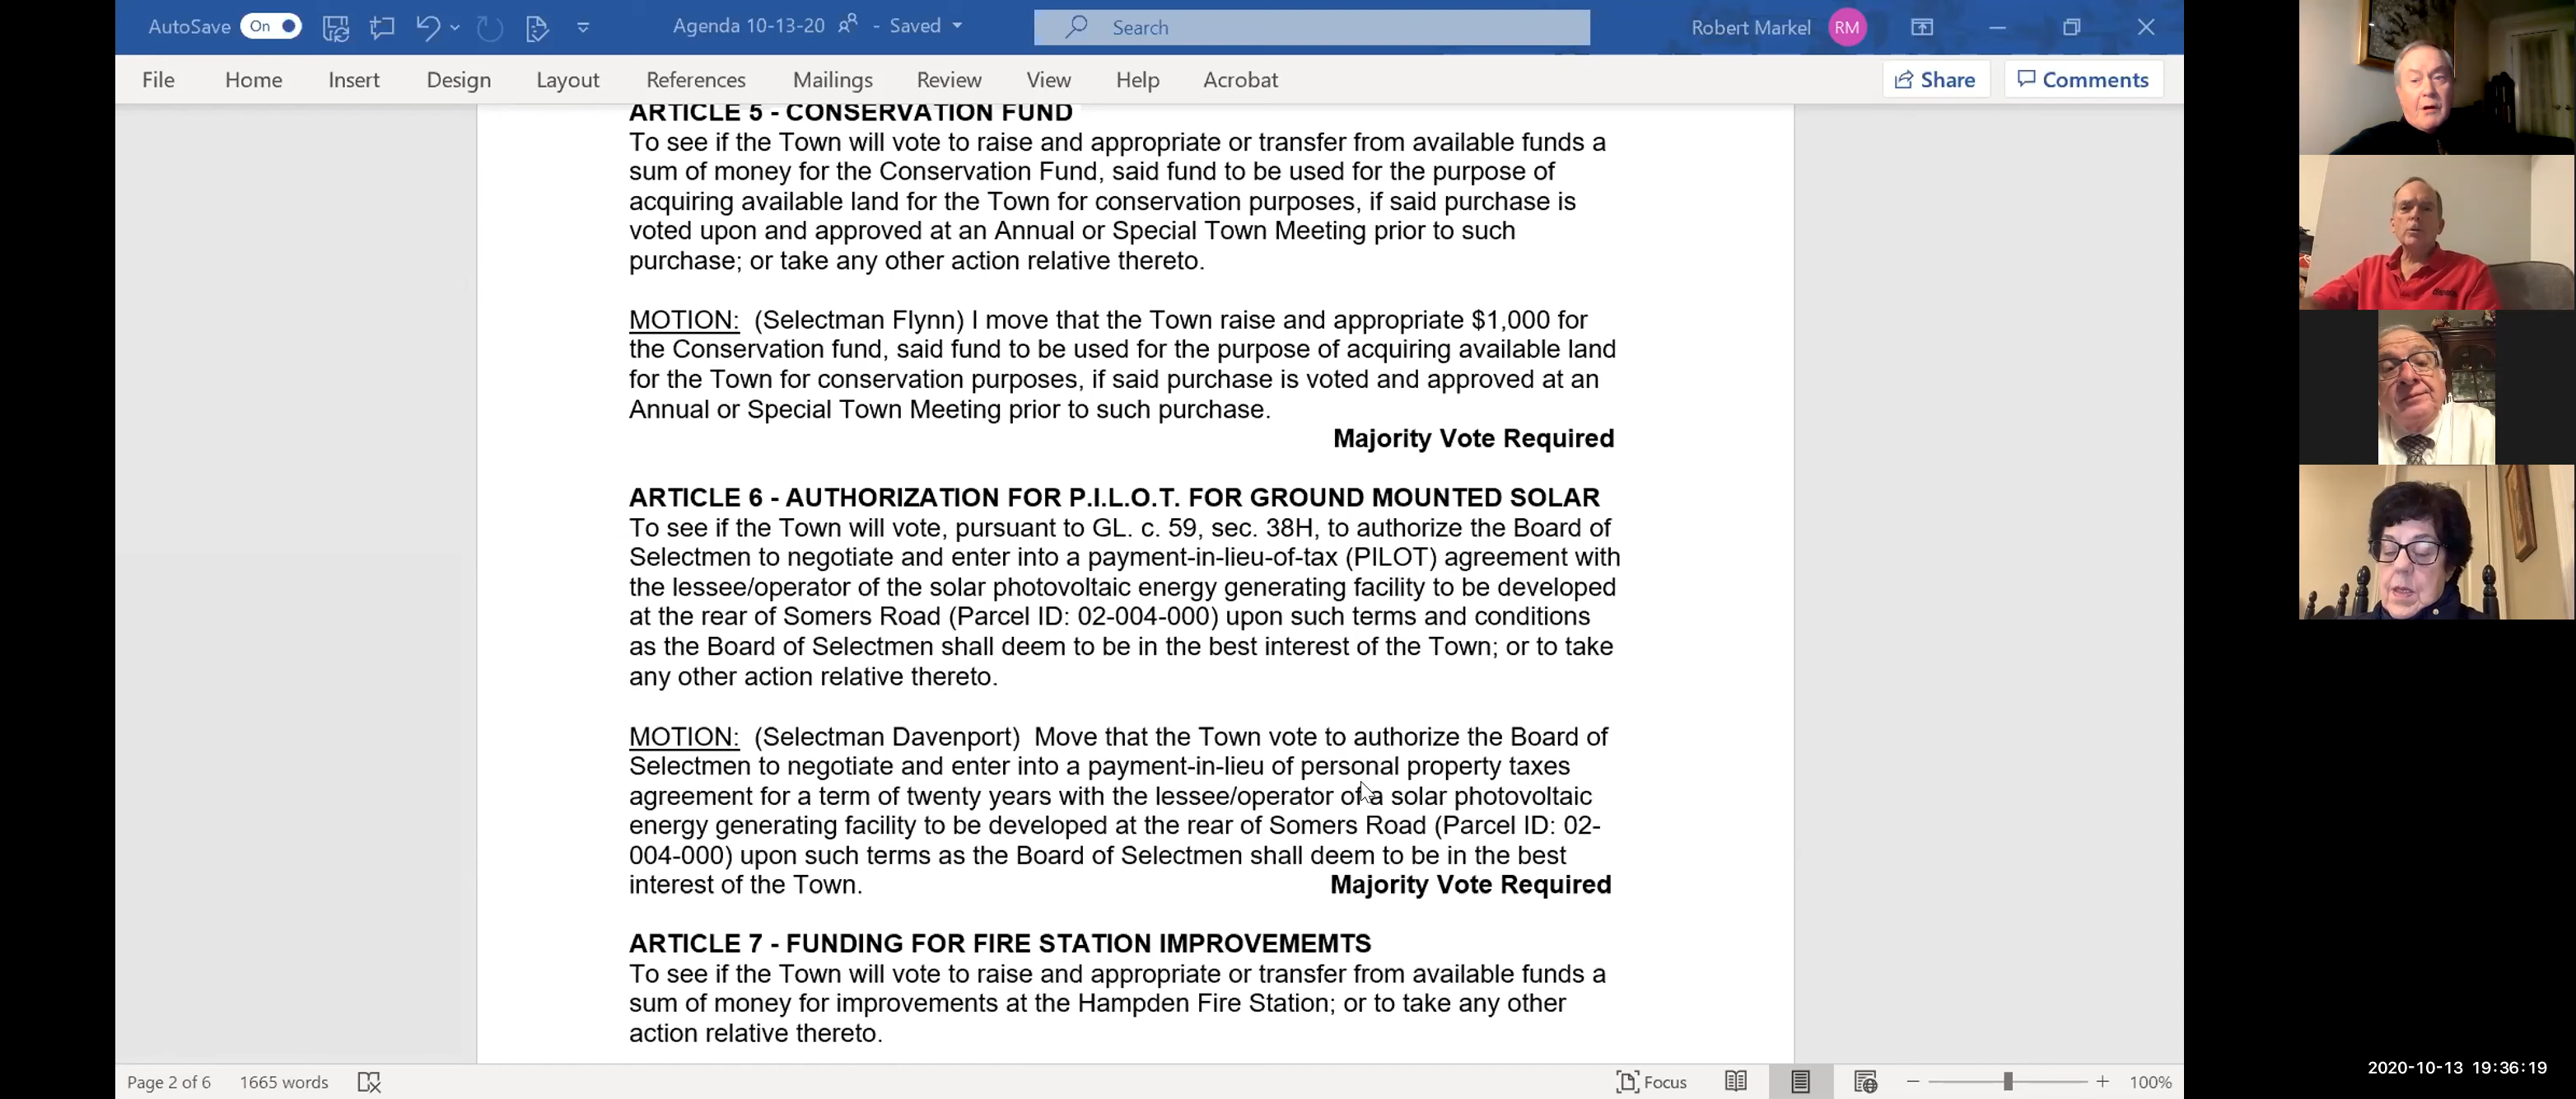 AutoSave On Agenda 10-13-20 - Saved Search Robert Markel RM
File Home Insert Design Layout References Mailings Review View Help Acrobat Share Comments
ARTICLE 5 - CONSERVATION FUND
To see if the Town will vote to raise and appropriate or transfer from available funds a
sum of money for the Conservation Fund, said fund to be used for the purpose of
acquiring available land for the Town for conservation purposes, if said purchase is
voted upon and approved at an Annual or Special Town Meeting prior to such
purchase; or take any other action relative thereto.
MOTION: (Selectman Flynn) I move that the Town raise and appropriate $1,000 for
the Conservation fund, said fund to be used for the purpose of acquiring available land
for the Town for conservation purposes, if said purchase is voted and approved at an
Annual or Special Town Meeting prior to such purchase.
Majority Vote Required
ARTICLE 6 - AUTHORIZATION FOR P.I.L.O.T. FOR GROUND MOUNTED SOLAR
To see if the Town will vote, pursuant to GL. c. 59, sec. 38H, to authorize the Board of
Selectmen to negotiate and enter into a payment-in-lieu-of-tax (PILOT) agreement with
the lessee/operator of the solar photovoltaic energy generating facility to be developed
at the rear of Somers Road (Parcel ID: 02-004-000) upon such terms and conditions
as the Board of Selectmen shall deem to be in the best interest of the Town; or to take
any other action relative thereto.
MOTION: (Selectman Davenport) Move that the Town vote to authorize the Board of
Selectmen to negotiate and enter into a payment-in-lieu of personal property taxes
agreement for a term of twenty years with the lessee/operator of a solar photovoltaic
energy generating facility to be developed at the rear of Somers Road (Parcel ID: 02-
004-000) upon such terms as the Board of Selectmen shall deem to be in the best
interest of the Town. Majority Vote Required
ARTICLE 7 - FUNDING FOR FIRE STATION IMPROVEMEMTS
To see if the Town will vote to raise and appropriate or transfer from available funds a
sum of money for improvements at the Hampden Fire Station; or to take any other
action relative thereto.
Page 2 of 6 1665 words Focus 100%
2020-10-13 19:36:19